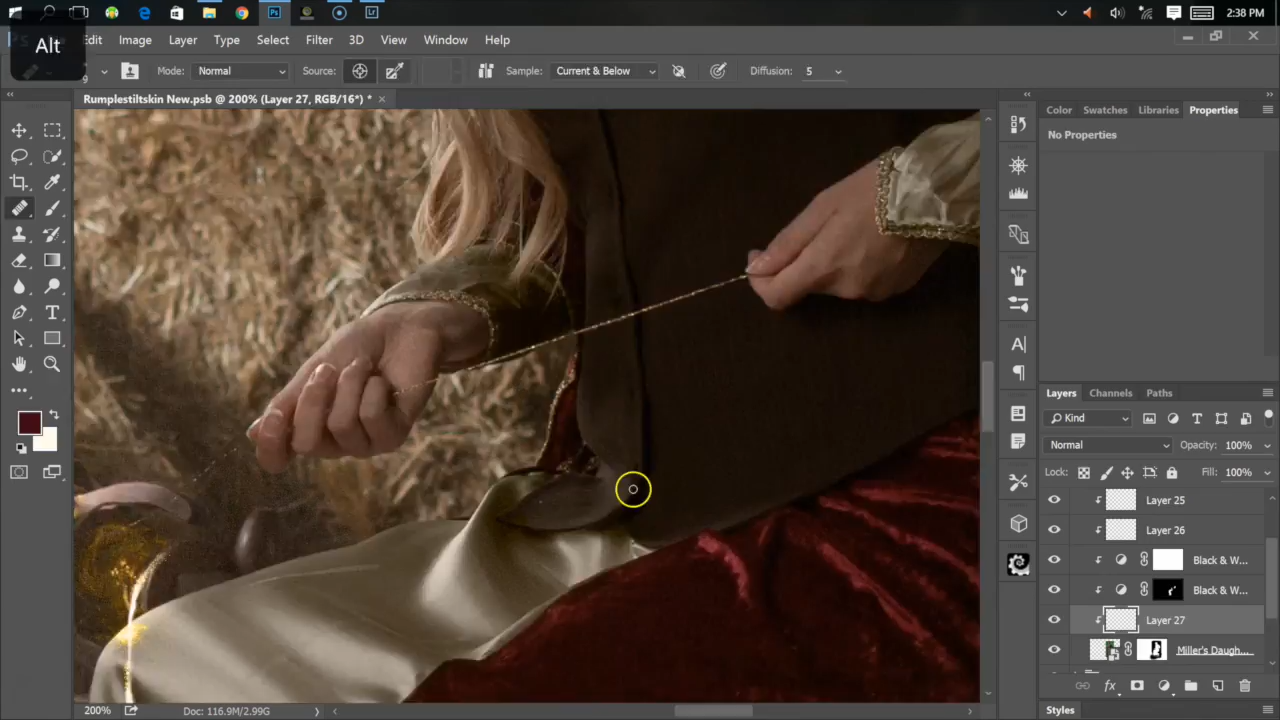 2:38 PM
Alt
Edit Image Layer Type Select Filter 3D View Window Help
9 Mode: Normal Source: Sample: Current & Below Diffusion: 5
Rumplestiltskin New.psb @ 200% (Layer 27, RGB/16*) * ×
Color Swatches Libraries Properties
No Properties
Layers Channels Paths
Kind
Normal Opacity: 100%
Lock: Fill: 100%
Layer 25
Layer 26
Black & W...
Black & W...
Layer 27
Miller's Daugh...
fx
200% Doc: 116.9M/2.99G
Styles